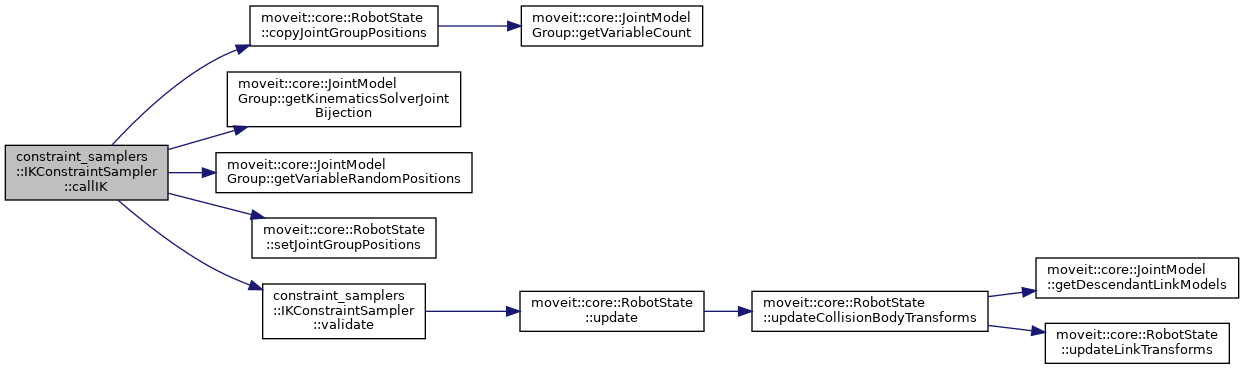 moveit::core::RobotState
::copyJointGroupPositions
moveit::core::JointModel
Group::getVariableCount
moveit::core::JointModel
Group::getKinematicsSolverJoint
Bijection
constraint_samplers
::IKConstraintSampler
::callIK
moveit::core::JointModel
Group::getVariableRandomPositions
moveit::core::RobotState
::setJointGroupPositions
constraint_samplers
::IKConstraintSampler
::validate
moveit::core::RobotState
::update
moveit::core::RobotState
::updateCollisionBodyTransforms
moveit::core::JointModel
::getDescendantLinkModels
moveit::core::RobotState
::updateLinkTransforms